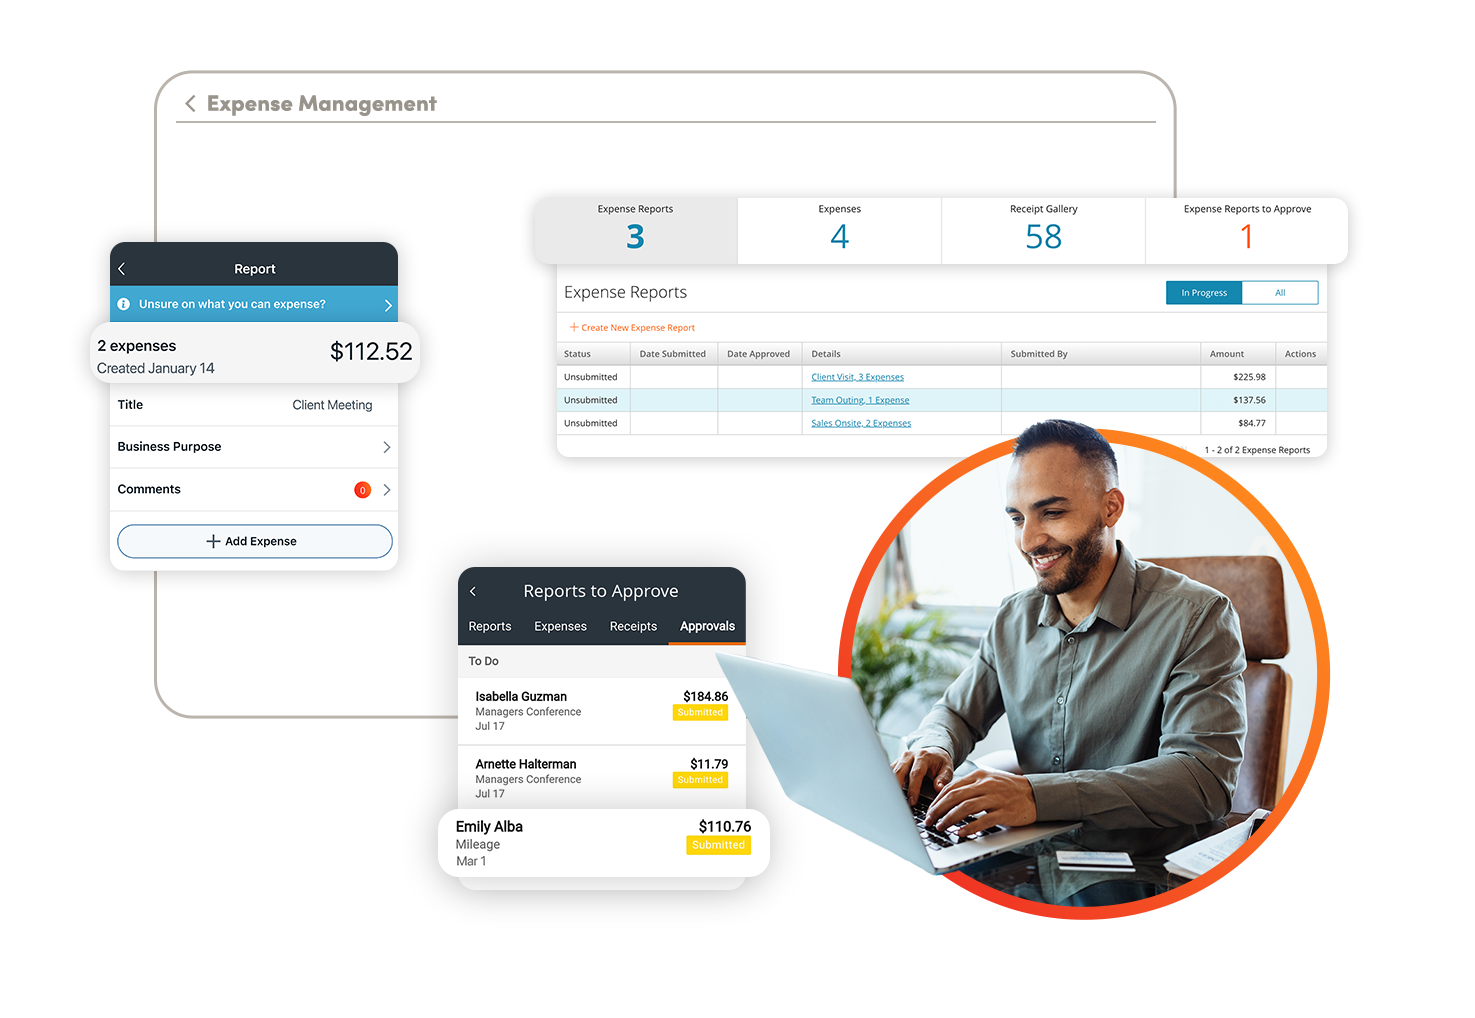 Expense Management
Expense Reports
3
Expenses
4
Receipt Gallery
58
Expense Reports to Approve
1
Expense Reports
In Progress
All
Create New Expense Report
Status Date Submitted Date Approved Details Submitted By Amount Actions
Unsubmitted Client Visit, 3 Expenses $225.98
Unsubmitted Team Outing, 1 Expense $137.56
Unsubmitted Sales Onsite, 2 Expenses $84.77
1 - 2 of 2 Expense Reports
Report
Unsure on what you can expense?
2 expenses
$112.52
Created January 14
Title Client Meeting
Business Purpose
Comments 0
Add Expense
Reports to Approve
Reports Expenses Receipts Approvals
To Do
Isabella Guzman $184.86
Managers Conference Submitted
Jul 17
Arnette Halterman $11.79
Managers Conference Submitted
Jul 17
Emily Alba $110.76
Mileage Submitted
Mar 1